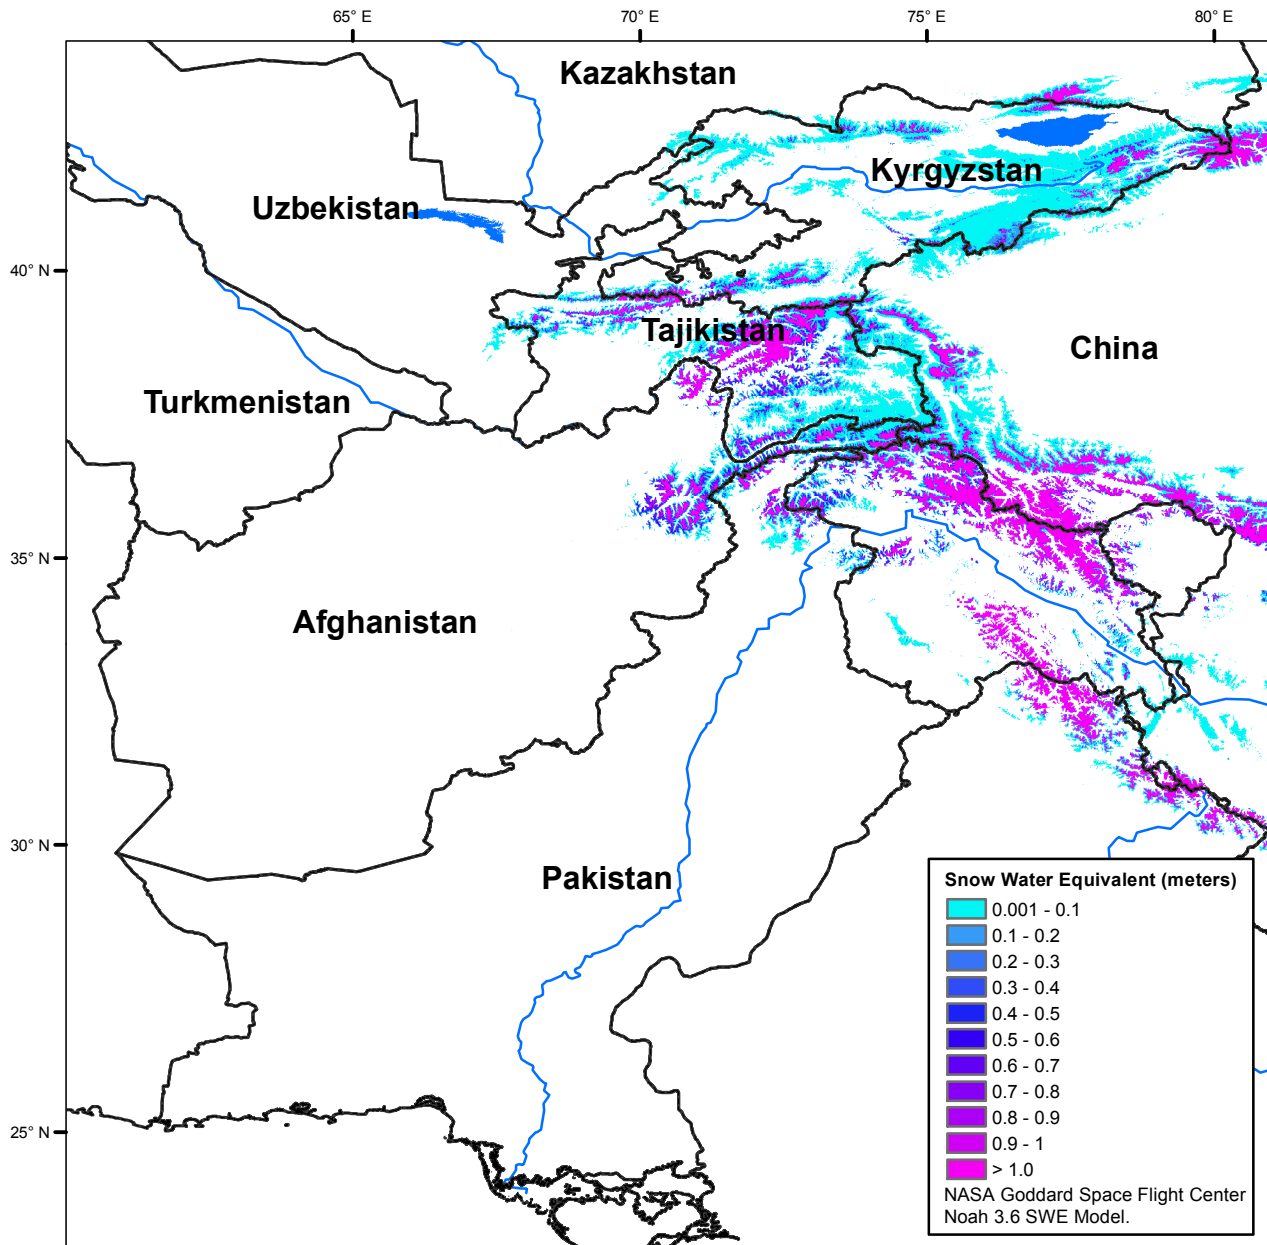 65° E
70° E
75° E
80° E
Kazakhstan
Kyrgyzstan
Uzbekistan
40° N
Tajikistan
China
Turkmenistan
35° N
Afghanistan
30° N
Pakistan
25° N
Snow Water Equivalent (meters)
0.001 - 0.1
0.1 - 0.2
0.2 - 0.3
0.3 - 0.4
0.4 - 0.5
0.5 - 0.6
0.6 - 0.7
0.7 - 0.8
0.8 - 0.9
0.9 - 1
> 1.0
NASA Goddard Space Flight Center
Noah 3.6 SWE Model.